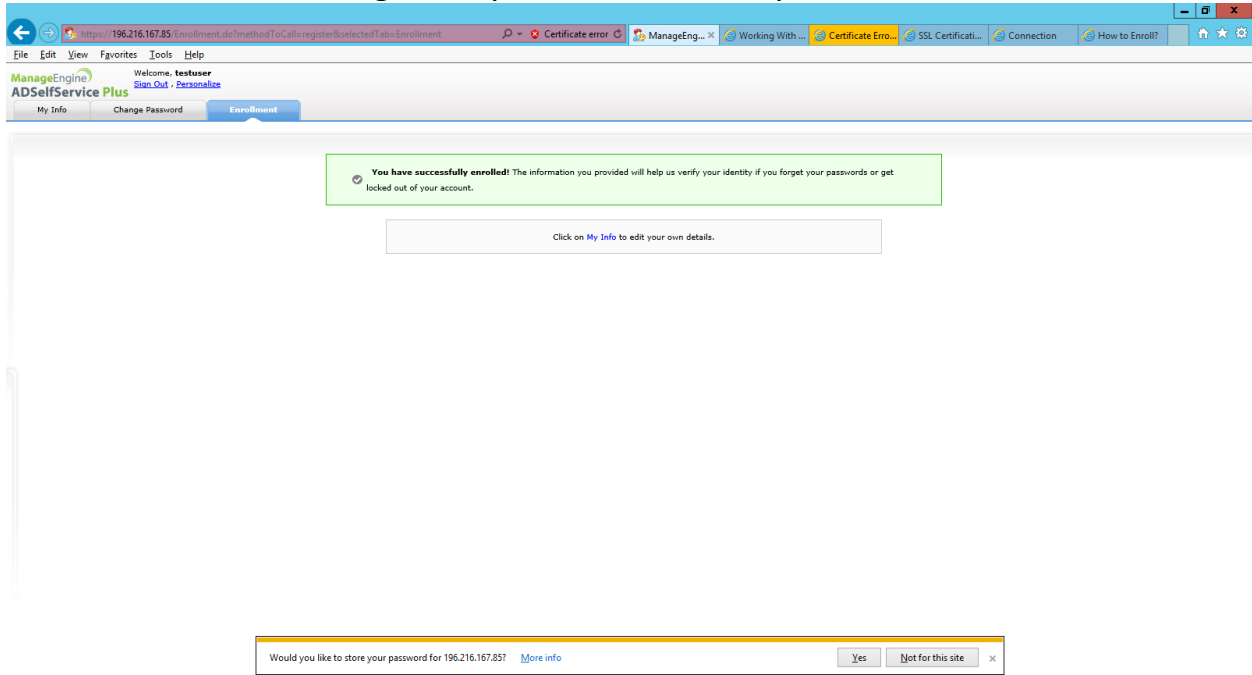 https://196.216.167.85/Enrollment.do?methodToCall=register&selectedTab=Enrollment
Certificate error
ManageEng...
Working With ...
Certificate Erro...
SSL Certificati...
Connection
How to Enroll?
File Edit View Favorites Tools Help
ManageEngine
ADSelfService Plus
Welcome, testuser
Sign Out , Personalize
My Info
Change Password
Enrollment
You have successfully enrolled! The information you provided will help us verify your identity if you forget your passwords or get
locked out of your account.
Click on My Info to edit your own details.
Would you like to store your password for 196.216.167.85? More info
Yes
Not for this site